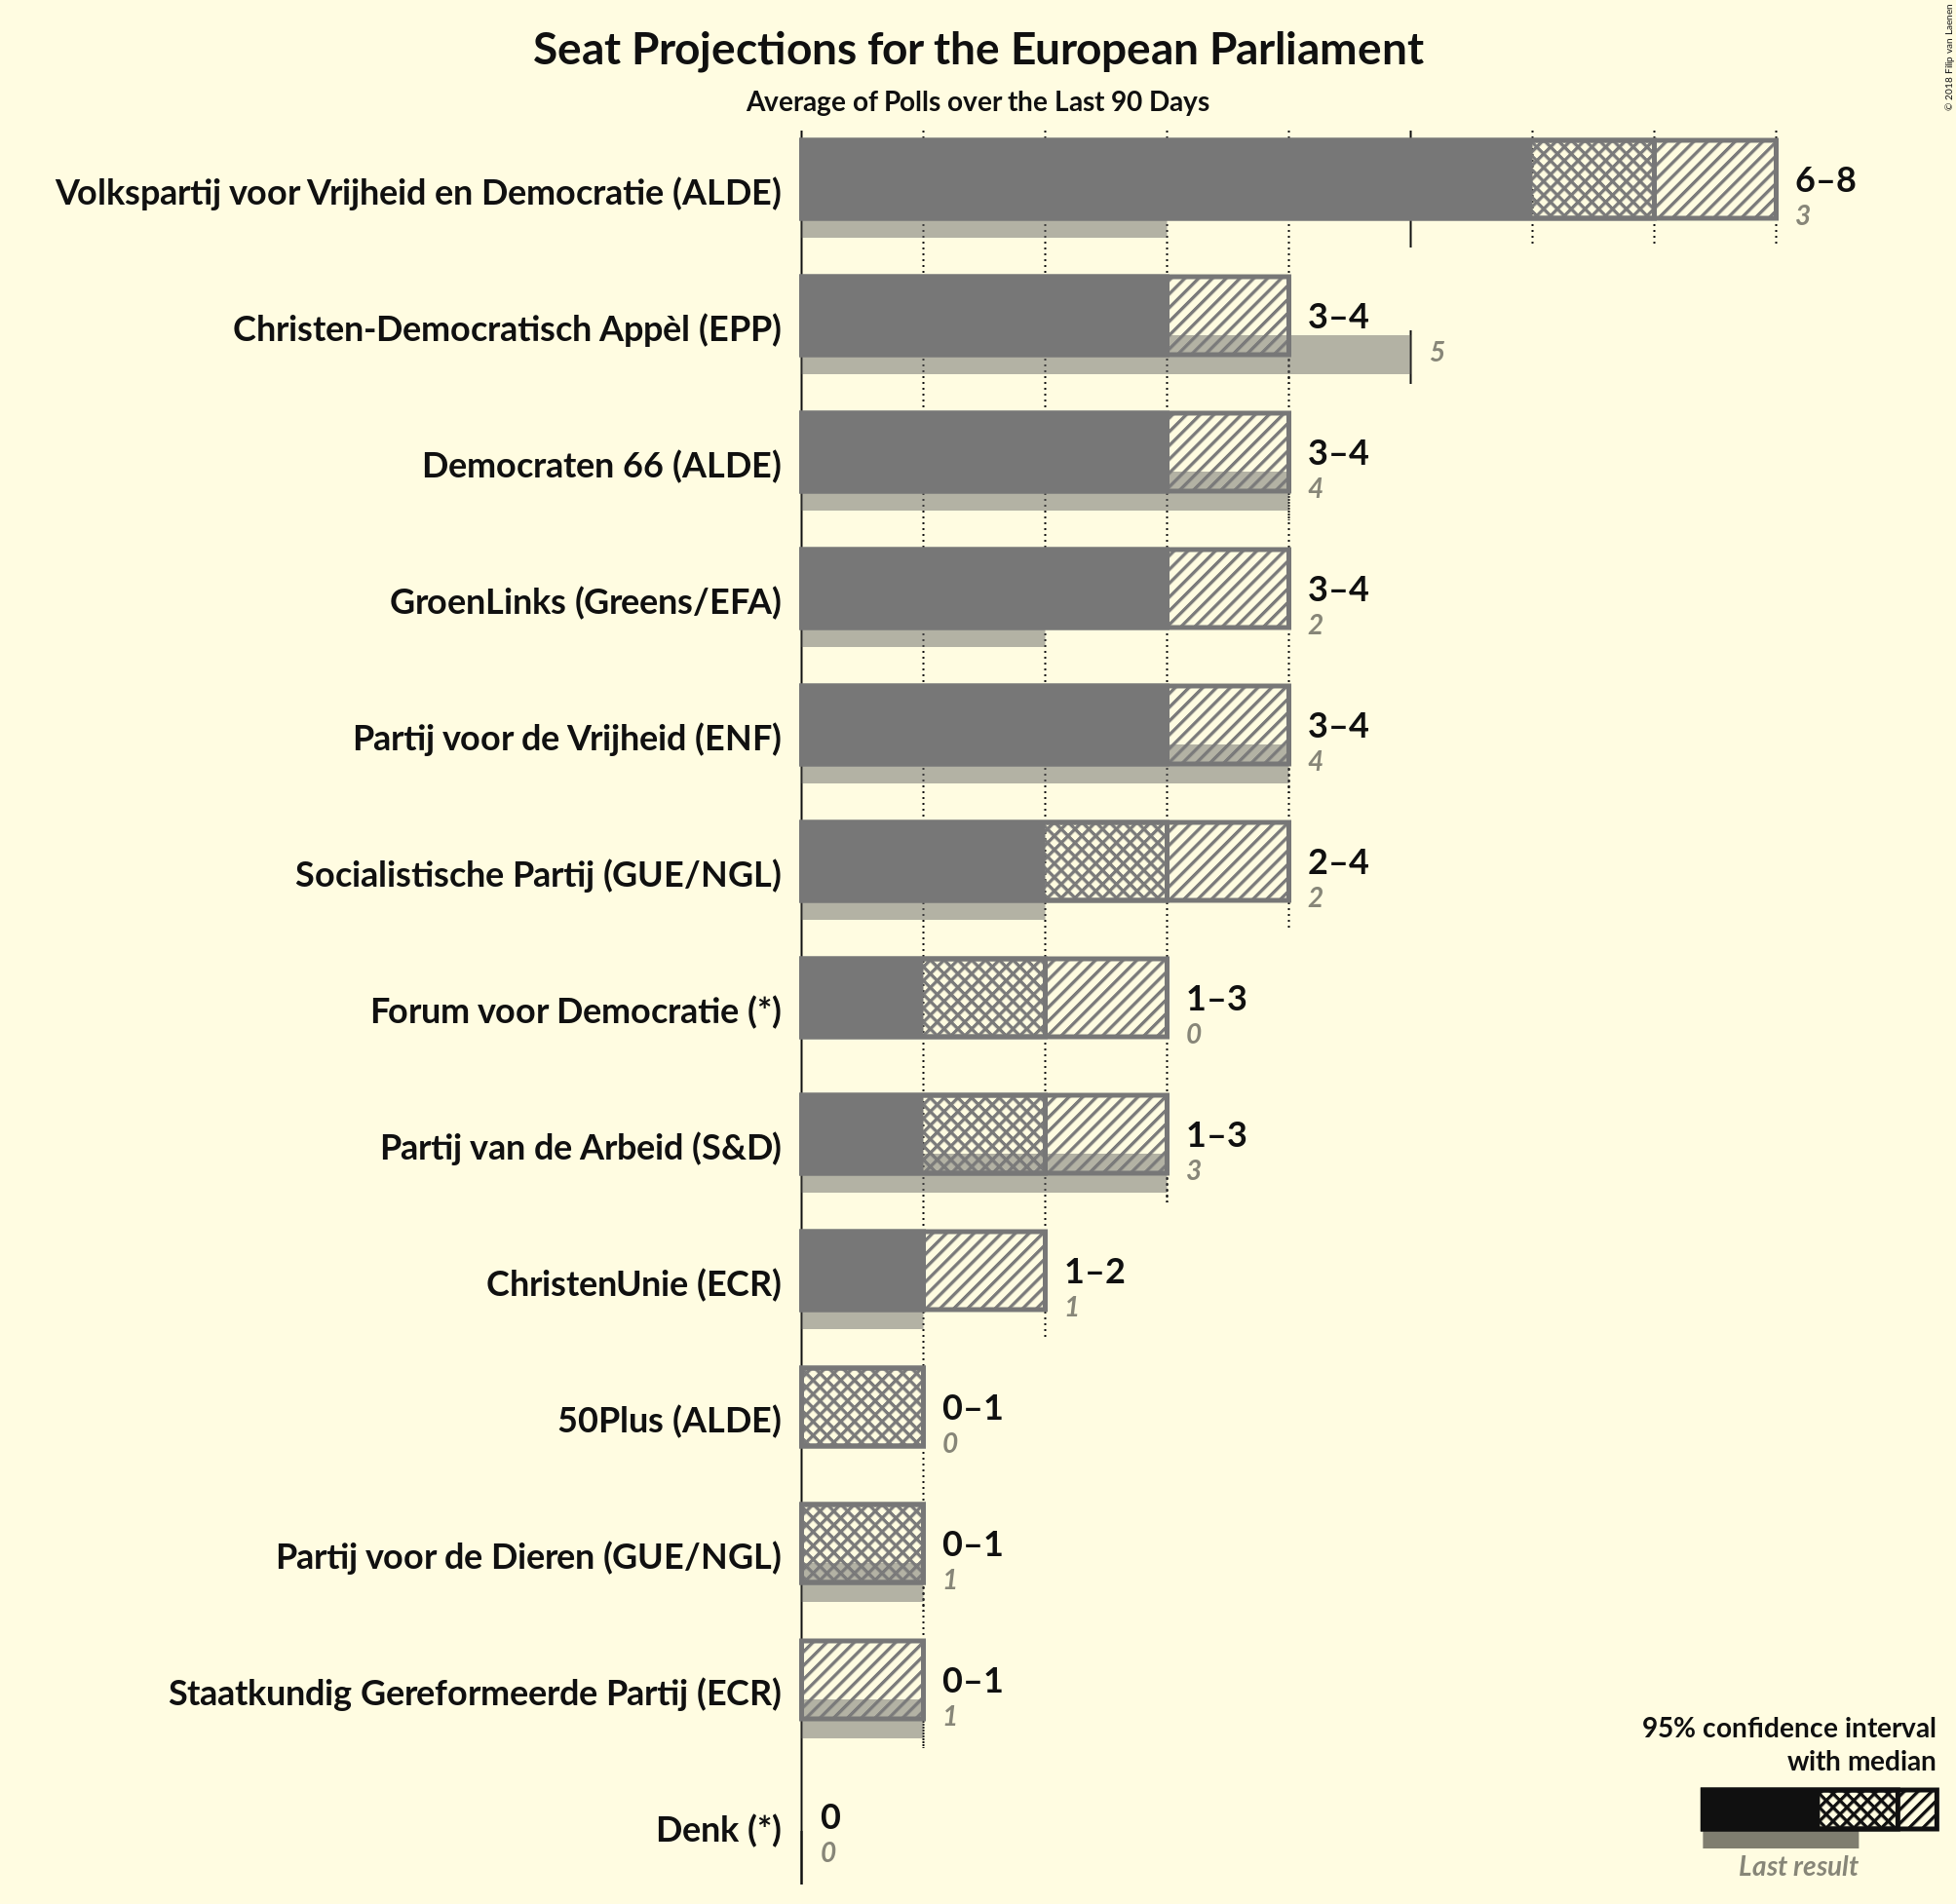 Seat Projections for the European Parliament
Average of Polls over the Last 90 Days
© 2018 Filip van Laenen
Volkspartij voor Vrijheid en Democratie (ALDE)
6–8
3
Christen-Democratisch Appèl (EPP)
3–4
5
Democraten 66 (ALDE)
3–4
4
GroenLinks (Greens/EFA)
3–4
2
Partij voor de Vrijheid (ENF)
3–4
4
Socialistische Partij (GUE/NGL)
2–4
2
Forum voor Democratie (*)
1–3
0
Partij van de Arbeid (S&D)
1–3
3
ChristenUnie (ECR)
1–2
1
50Plus (ALDE)
0–1
0
Partij voor de Dieren (GUE/NGL)
0–1
1
Staatkundig Gereformeerde Partij (ECR)
0–1
1
Denk (*)
0
0
95% confidence interval
with median
Last result